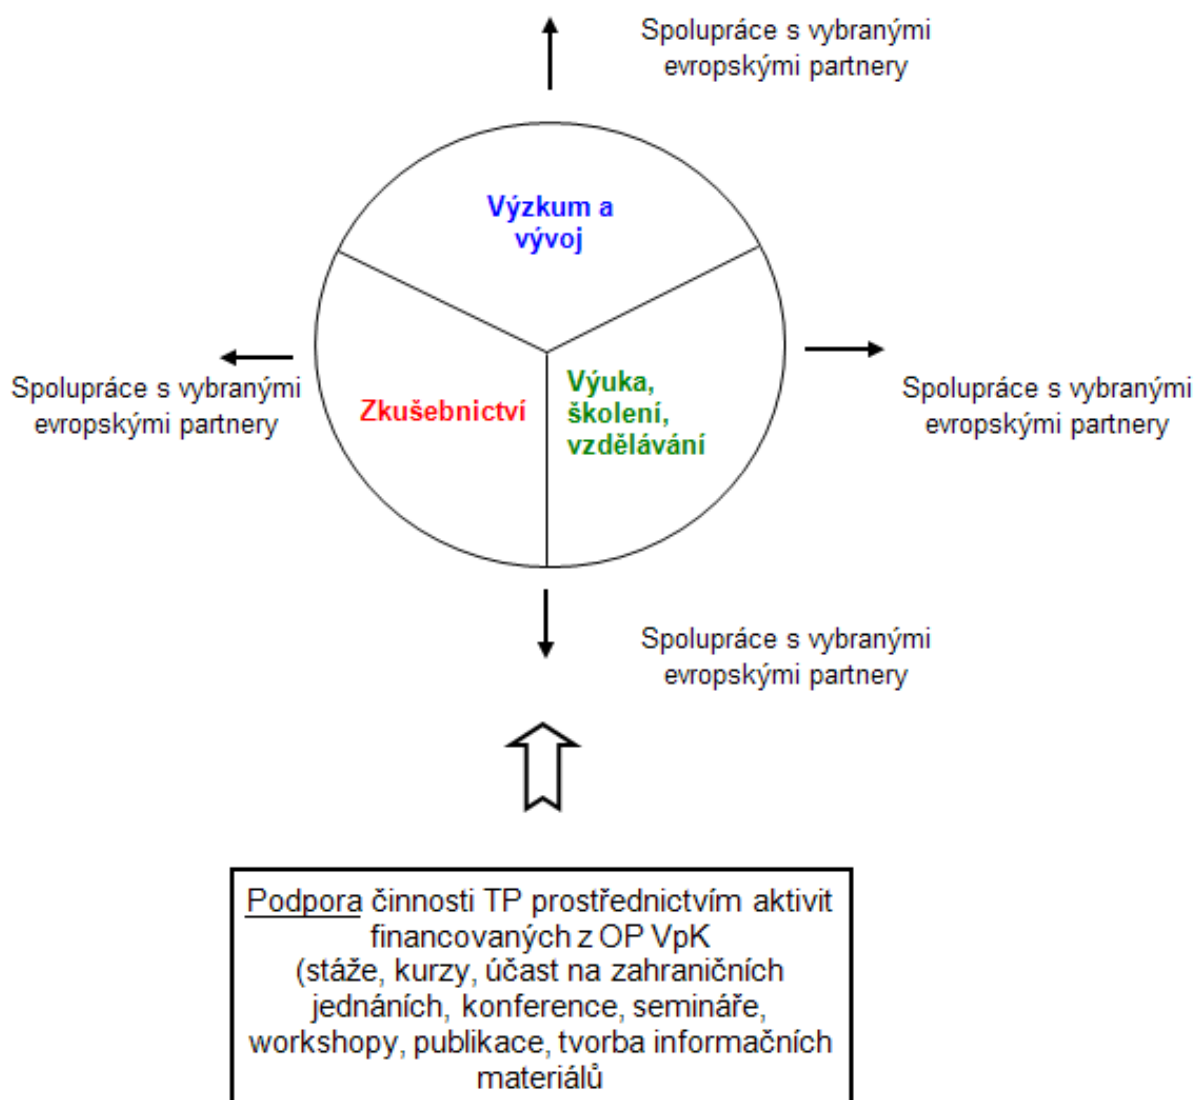 Spolupráce s vybranými
evropskými partnery
Výzkum a
vývoj
Spolupráce s vybranými
evropskými partnery
Zkušebnictví
Výuka,
školení,
vzdělávání
Spolupráce s vybranými
evropskými partnery
Spolupráce s vybranými
evropskými partnery
Podpora činnosti TP prostřednictvím aktivit
financovaných z OP VpK
(stáže, kurzy, účast na zahraničních
jednáních, konference, semináře,
workshopy, publikace, tvorba informačních
materiálů